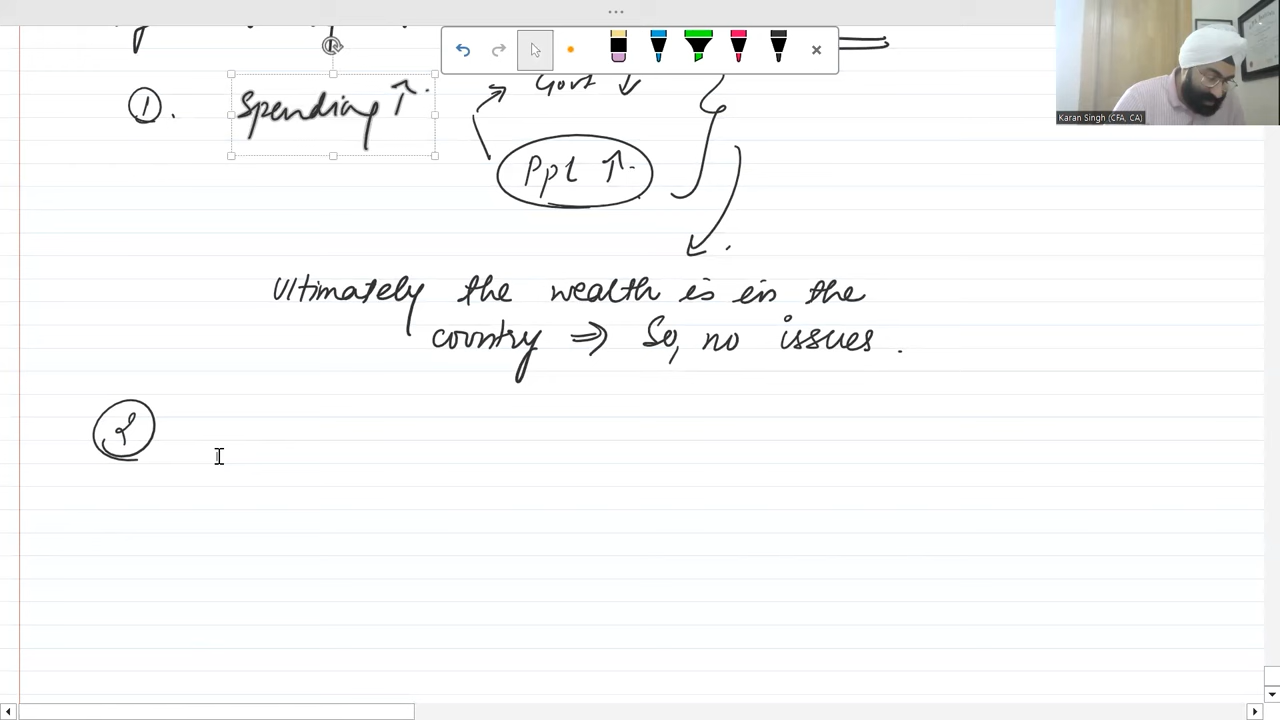 Karan Singh (CFA, CA)
Govt ↓
①. Spending ↑.
Ppl ↑.
Ultimately the wealth is in the
country ⇒ So, no issues.
②